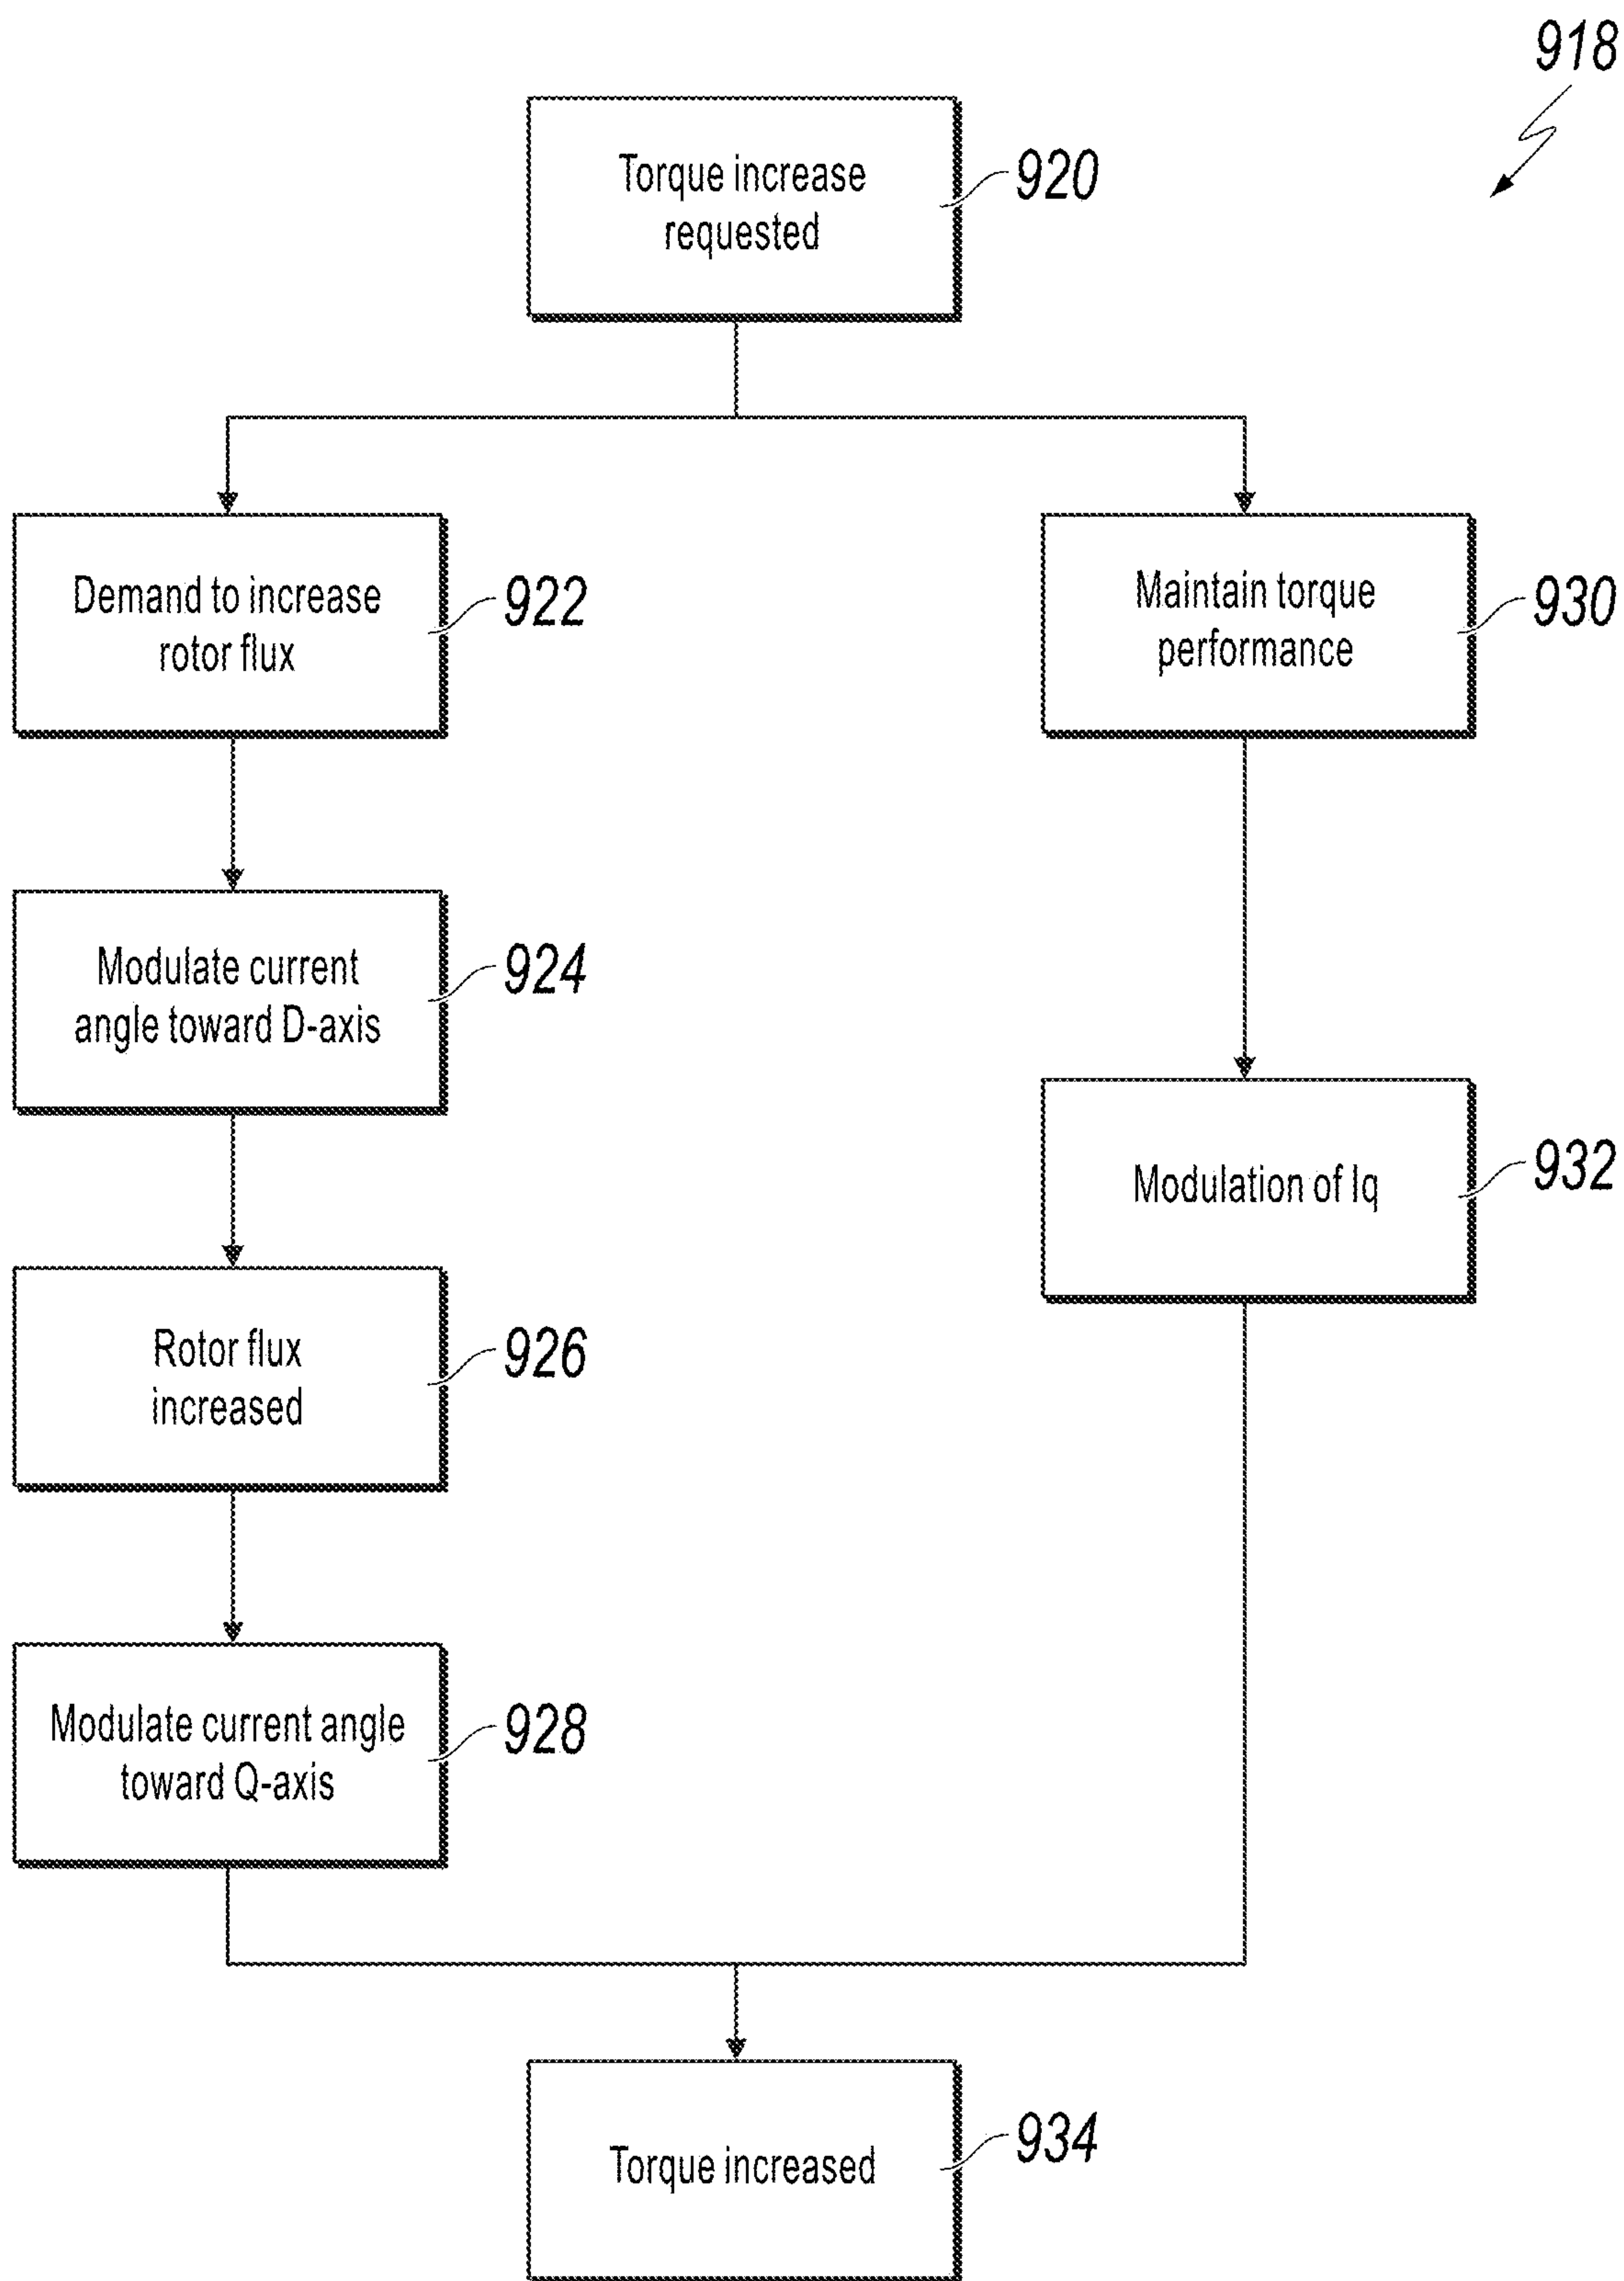 918
Torque increase
requested
920
Demand to increase
rotor flux
922
Maintain torque
performance
930
Modulate current
angle toward D-axis
924
Modulation of Iq
932
Rotor flux
increased
926
Modulate current angle
toward Q-axis
928
Torque increased
934